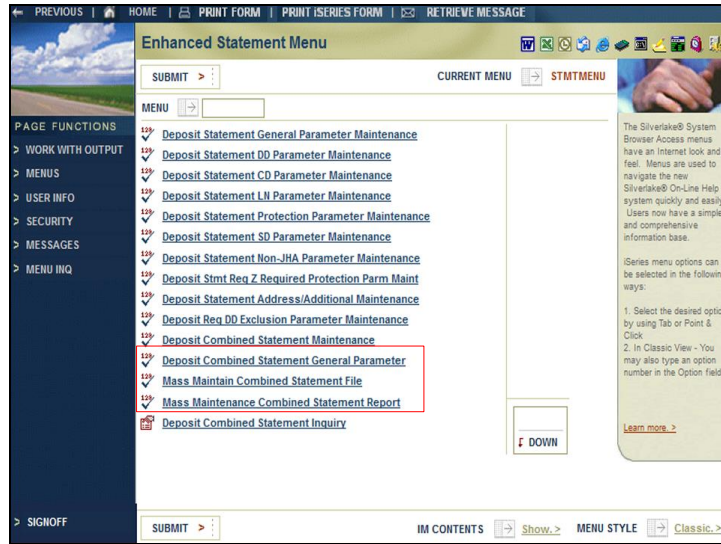 PREVIOUS | HOME | PRINT FORM | PRINT iSERIES FORM | RETRIEVE MESSAGE
Enhanced Statement Menu
SUBMIT >
CURRENT MENU STMTMENU
MENU
PAGE FUNCTIONS
> WORK WITH OUTPUT
> MENUS
> USER INFO
> SECURITY
> MESSAGES
> MENU INQ
> SIGNOFF
Deposit Statement General Parameter Maintenance
Deposit Statement DD Parameter Maintenance
Deposit Statement CD Parameter Maintenance
Deposit Statement LN Parameter Maintenance
Deposit Statement Protection Parameter Maintenance
Deposit Statement SD Parameter Maintenance
Deposit Statement Non-JHA Parameter Maintenance
Deposit Stmt Reg Z Required Protection Parm Maint
Deposit Statement Address/Additional Maintenance
Deposit Reg DD Exclusion Parameter Maintenance
Deposit Combined Statement Maintenance
Deposit Combined Statement General Parameter
Mass Maintain Combined Statement File
Mass Maintenance Combined Statement Report
Deposit Combined Statement Inquiry
DOWN
The Silverlake® System
Browser Access menus
have an Internet look and
feel. Menus are used to
navigate the new
Silverlake® On-Line Help
system quickly and easily
Users now have a simple
and comprehensive
information base.
iSeries menu options can
be selected in the followin
ways:
1. Select the desired optio
by using Tab or Point &
Click
2. In Classic View - You
may also type an option
number in the Option field
Learn more. >
SUBMIT >
IM CONTENTS Show. > MENU STYLE Classic. >